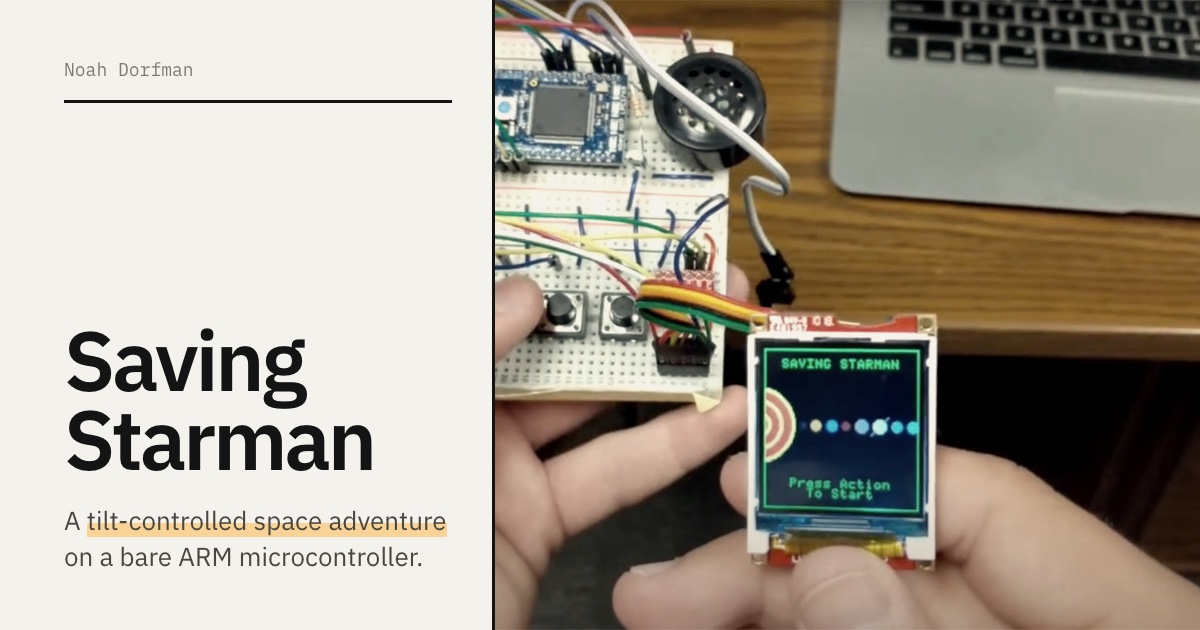 Noah Dorfman
Saving
Starman
A tilt-controlled space adventure
on a bare ARM microcontroller.
SAVING STARMAN
Press Action
To Start